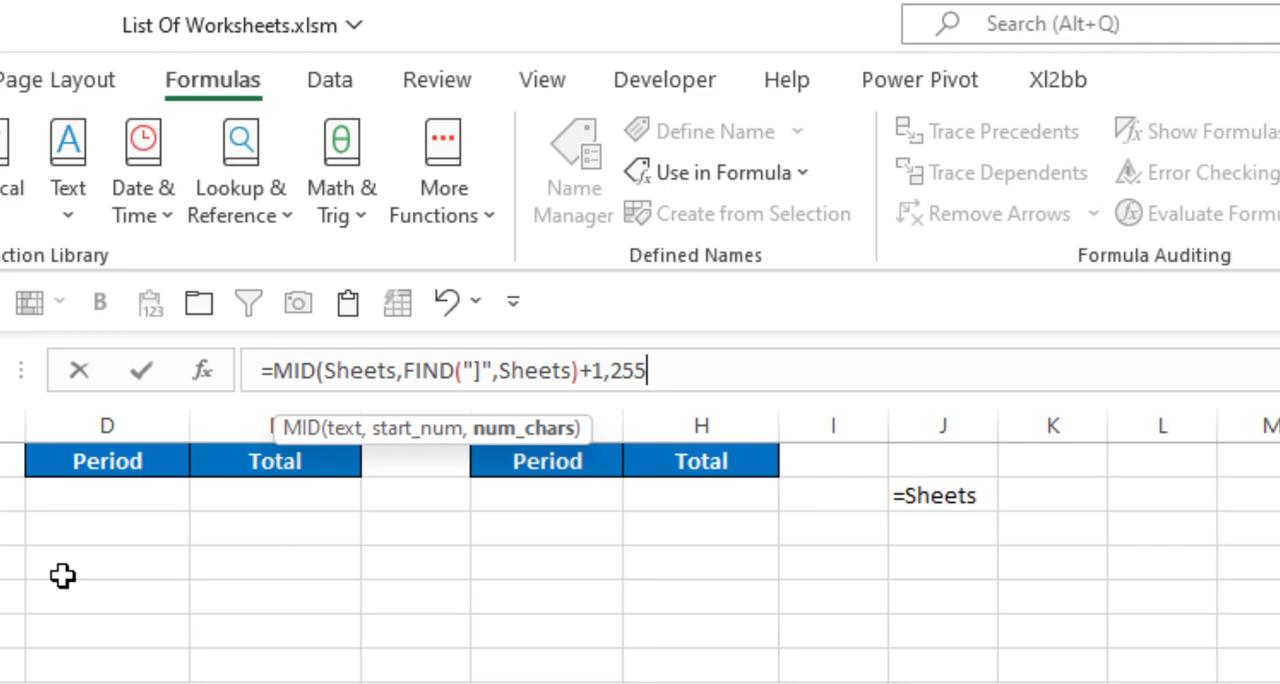 List Of Worksheets.xlsm
Search (Alt+Q)
Page Layout Formulas Data Review View Developer Help Power Pivot Xl2bb
Text Date & Time Lookup & Reference Math & Trig More Functions
Name Manager
Define Name
Use in Formula
Create from Selection
Trace Precedents
Trace Dependents
Remove Arrows
Show Formulas
Error Checking
Evaluate Formu
ction Library Defined Names Formula Auditing
B 123
fx =MID(Sheets,FIND("]",Sheets)+1,255
MID(text, start_num, num_chars)
D H I J K L M
Period Total Period Total
=Sheets